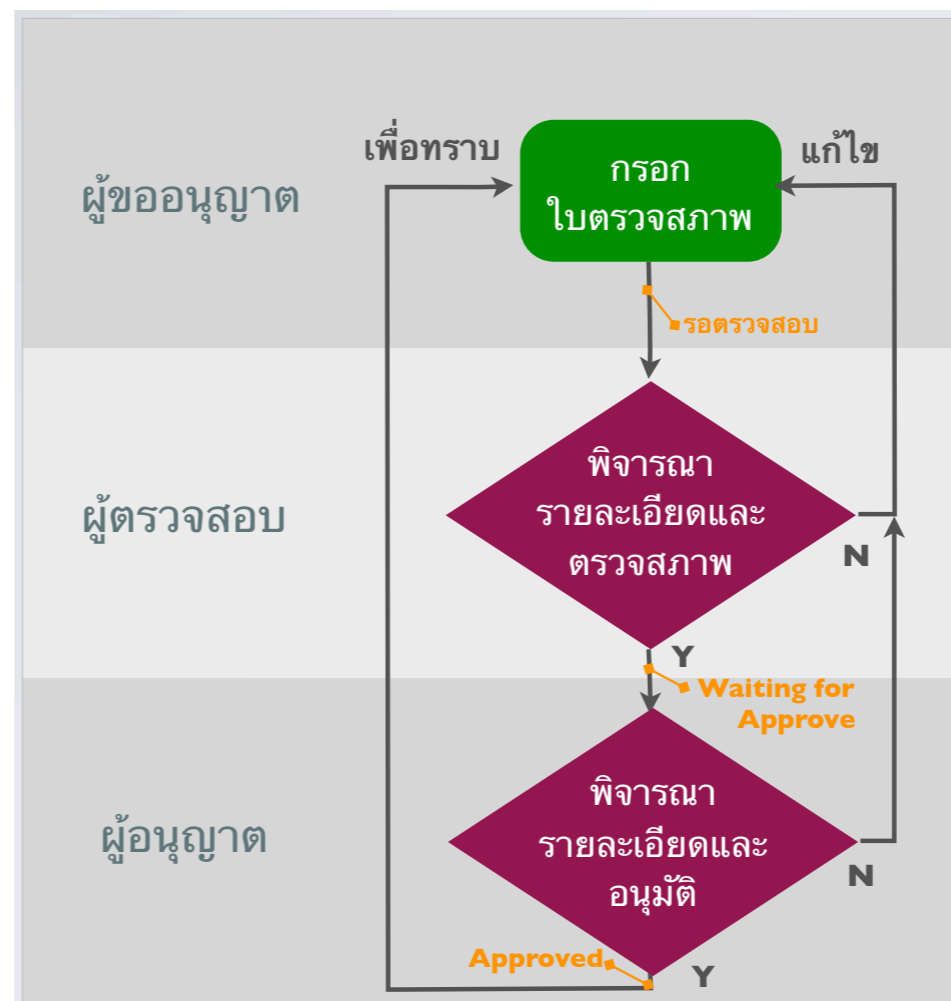 เพื่อทราบ
กรอก
ใบตรวจสภาพ
แก้ไข
ผู้ขออนุญาต
รอตรวจสอบ
ผู้ตรวจสอบ
พิจารณา
รายละเอียดและ
ตรวจสภาพ
N
Y
Waiting for
Approve
ผู้อนุญาต
พิจารณา
รายละเอียดและ
อนุมัติ
N
Approved
Y